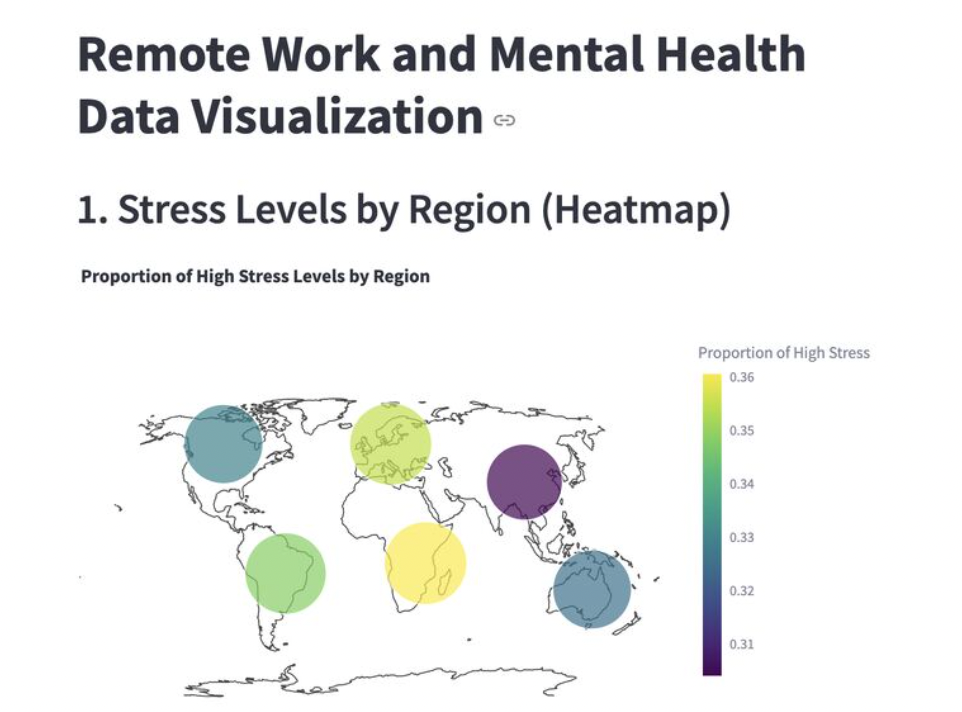 Remote Work and Mental Health
Data Visualization
1. Stress Levels by Region (Heatmap)
Proportion of High Stress Levels by Region
Proportion of High Stress
0.36
0.35
0.34
0.33
0.32
0.31